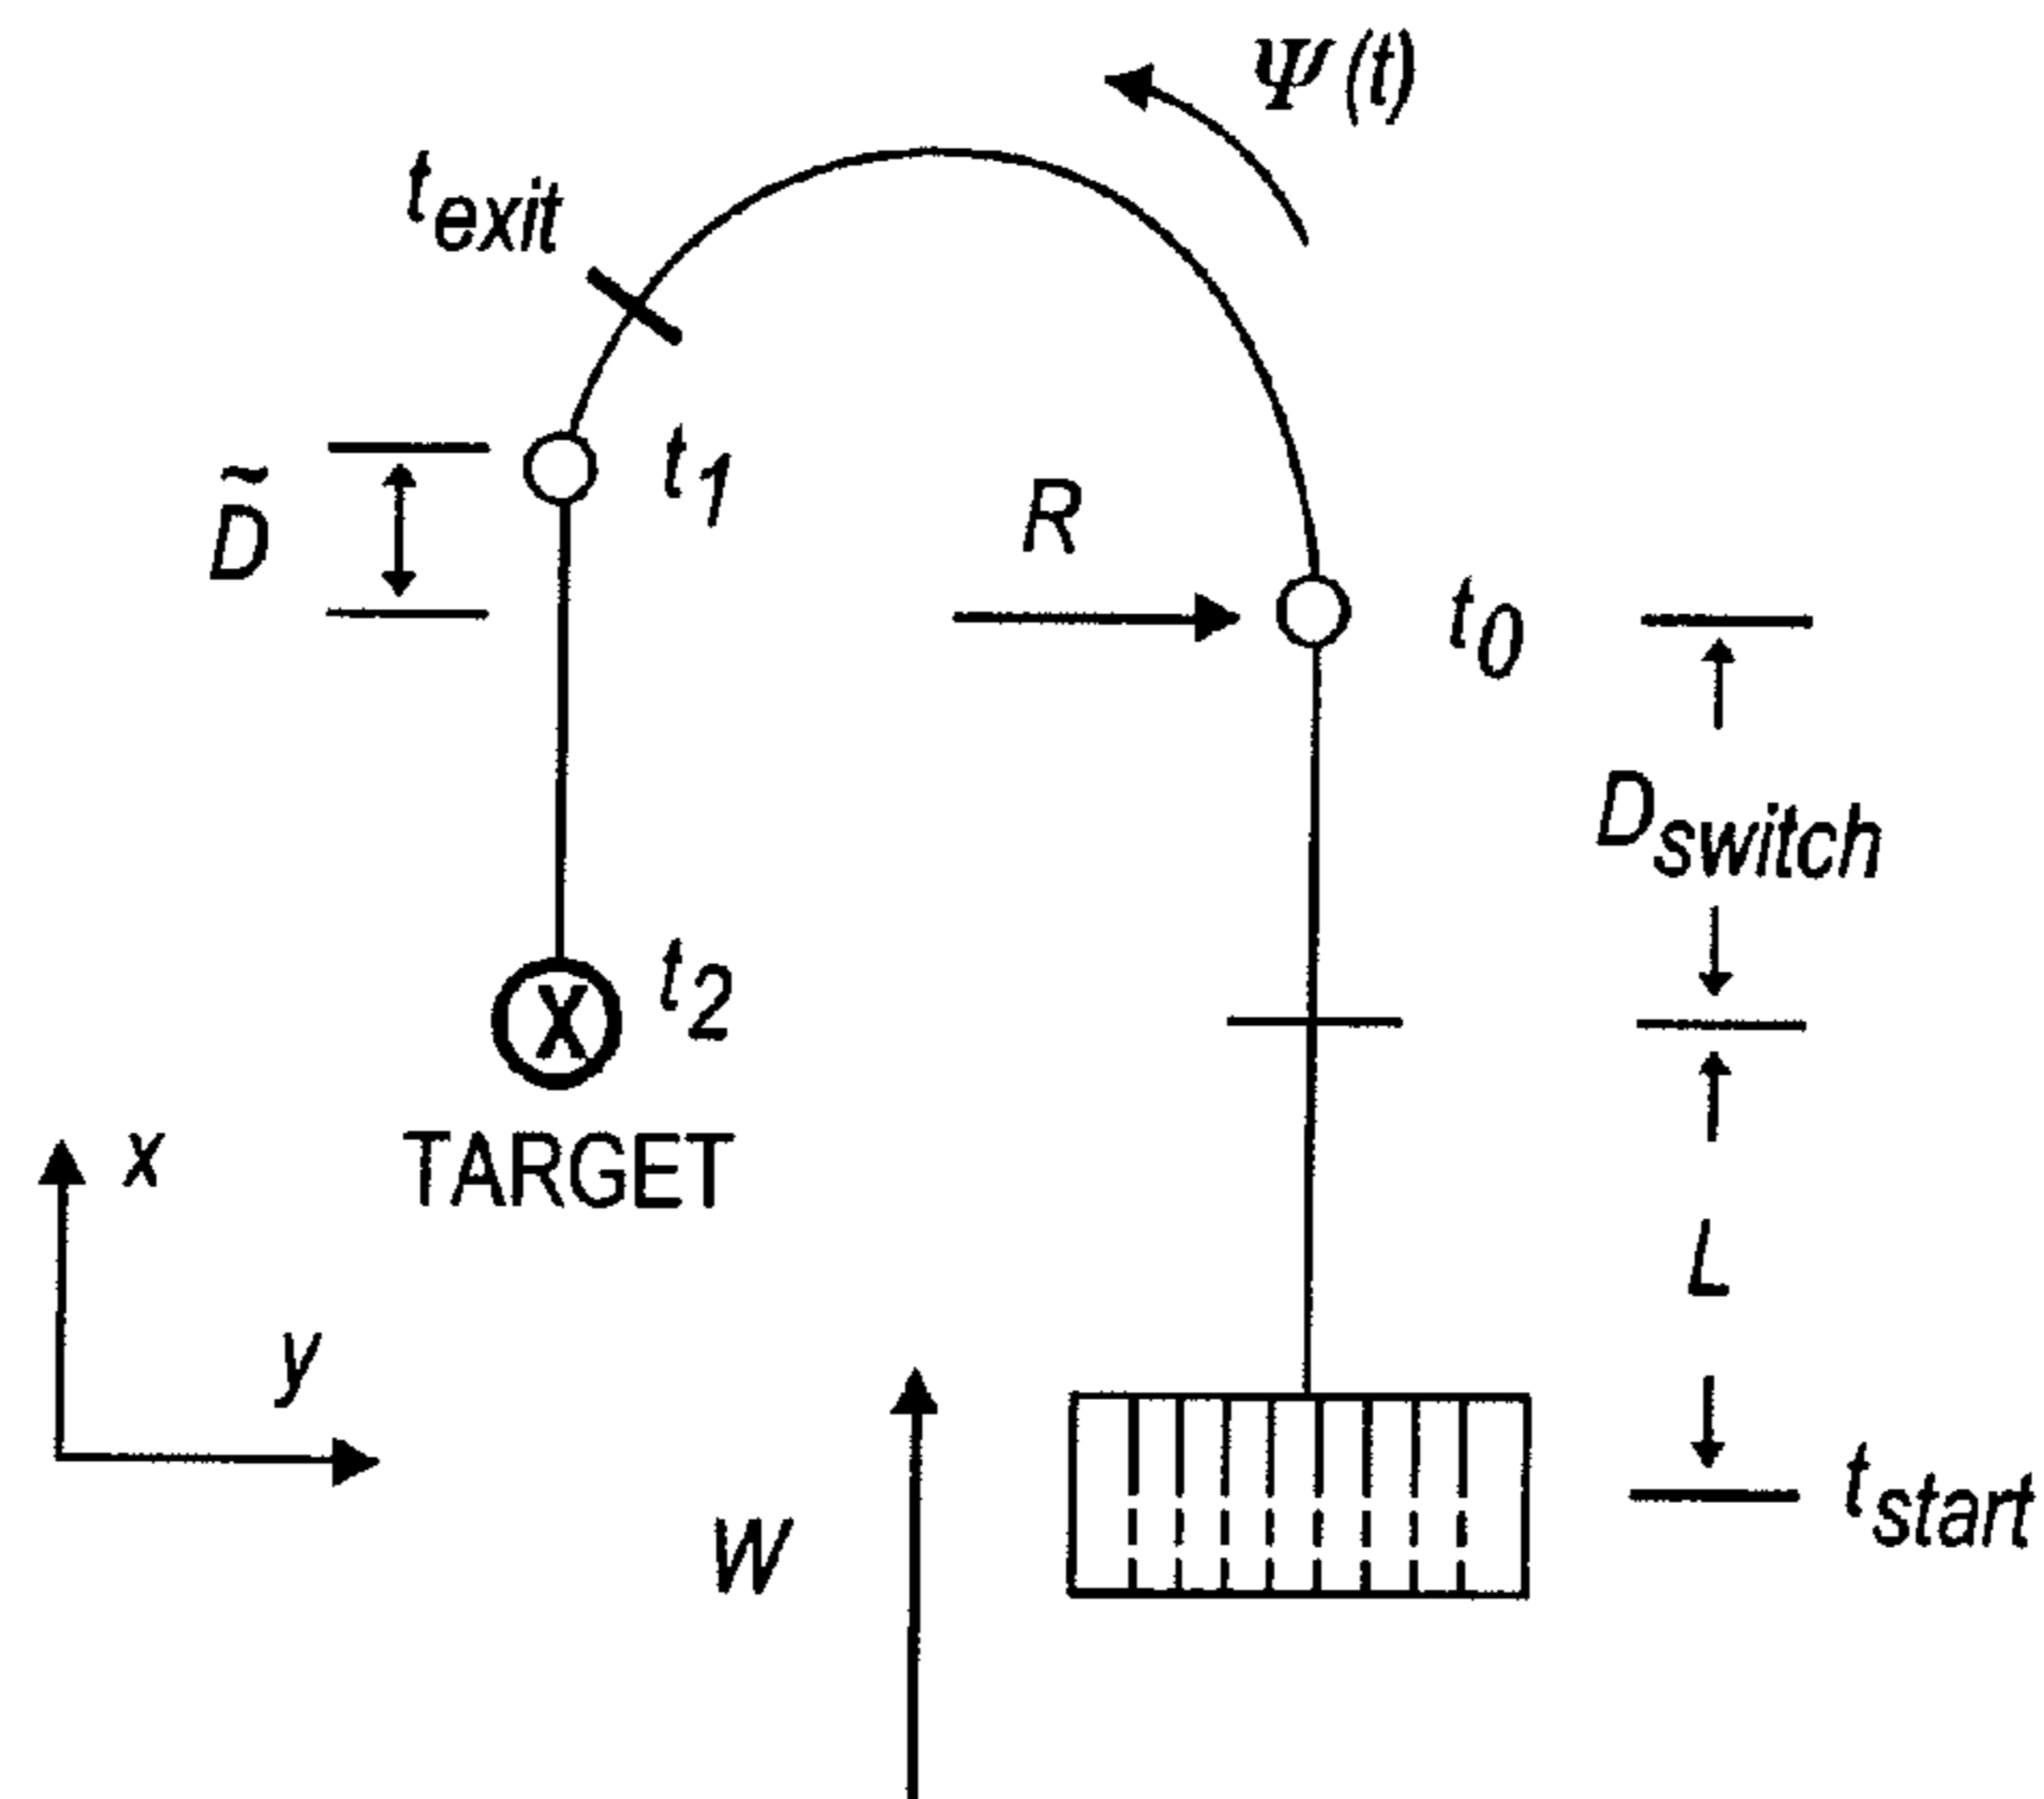 Ψ(t)
t_exit
t_1
D̃
R
t_0
D_switch
t_2
TARGET
x
L
y
t_start
W